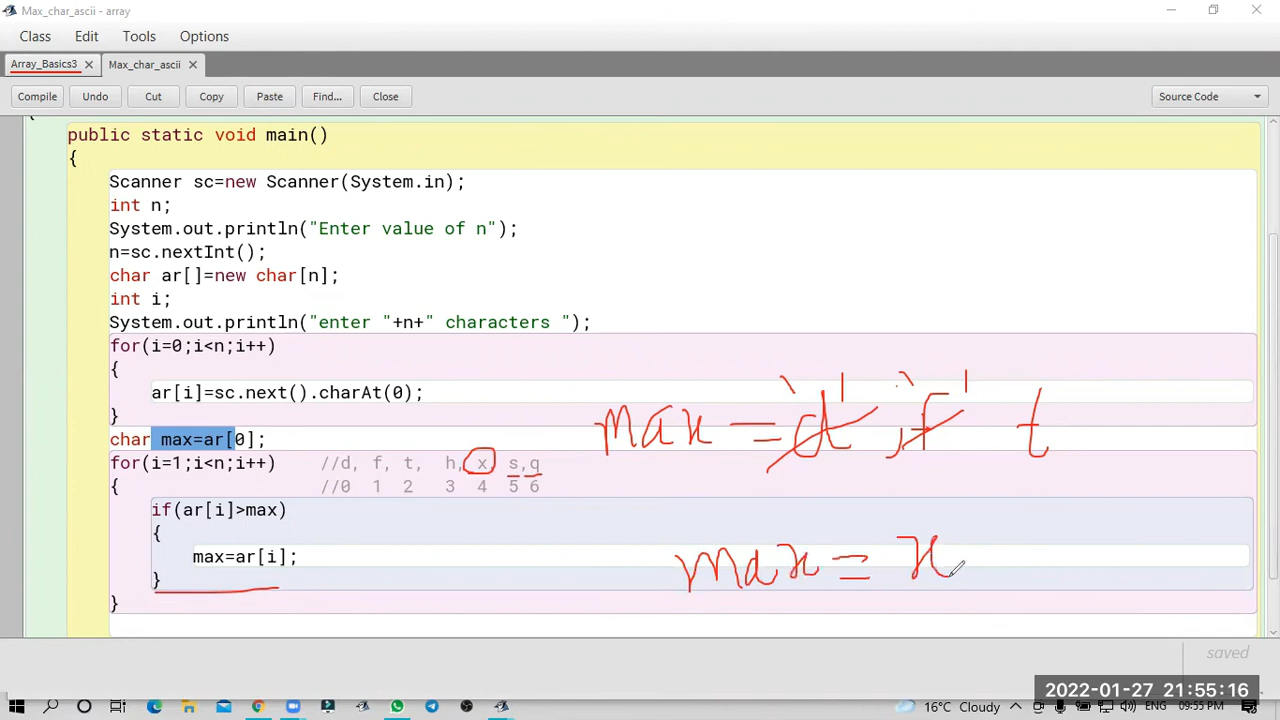 Max_char_ascii - array
Class Edit Tools Options
Array_Basics3 Max_char_ascii
Compile Undo Cut Copy Paste Find... Close Source Code
{
public static void main()
{
Scanner sc=new Scanner(System.in);
int n;
System.out.println("Enter value of n");
n=sc.nextInt();
char ar[]=new char[n];
int i;
System.out.println("enter "+n+" characters ");
for(i=0;i<n;i++)
{
ar[i]=sc.next().charAt(0);
}
max = 'd' 'f' t
char max=ar[0];
for(i=1;i<n;i++) //d, f, t, h, x, s,q
{ //0 1 2 3 4 5 6
if(ar[i]>max)
{
max=ar[i];
max = x
}
}
saved
2022-01-27 21:55:16
16°C Cloudy ENG 09:55 PM